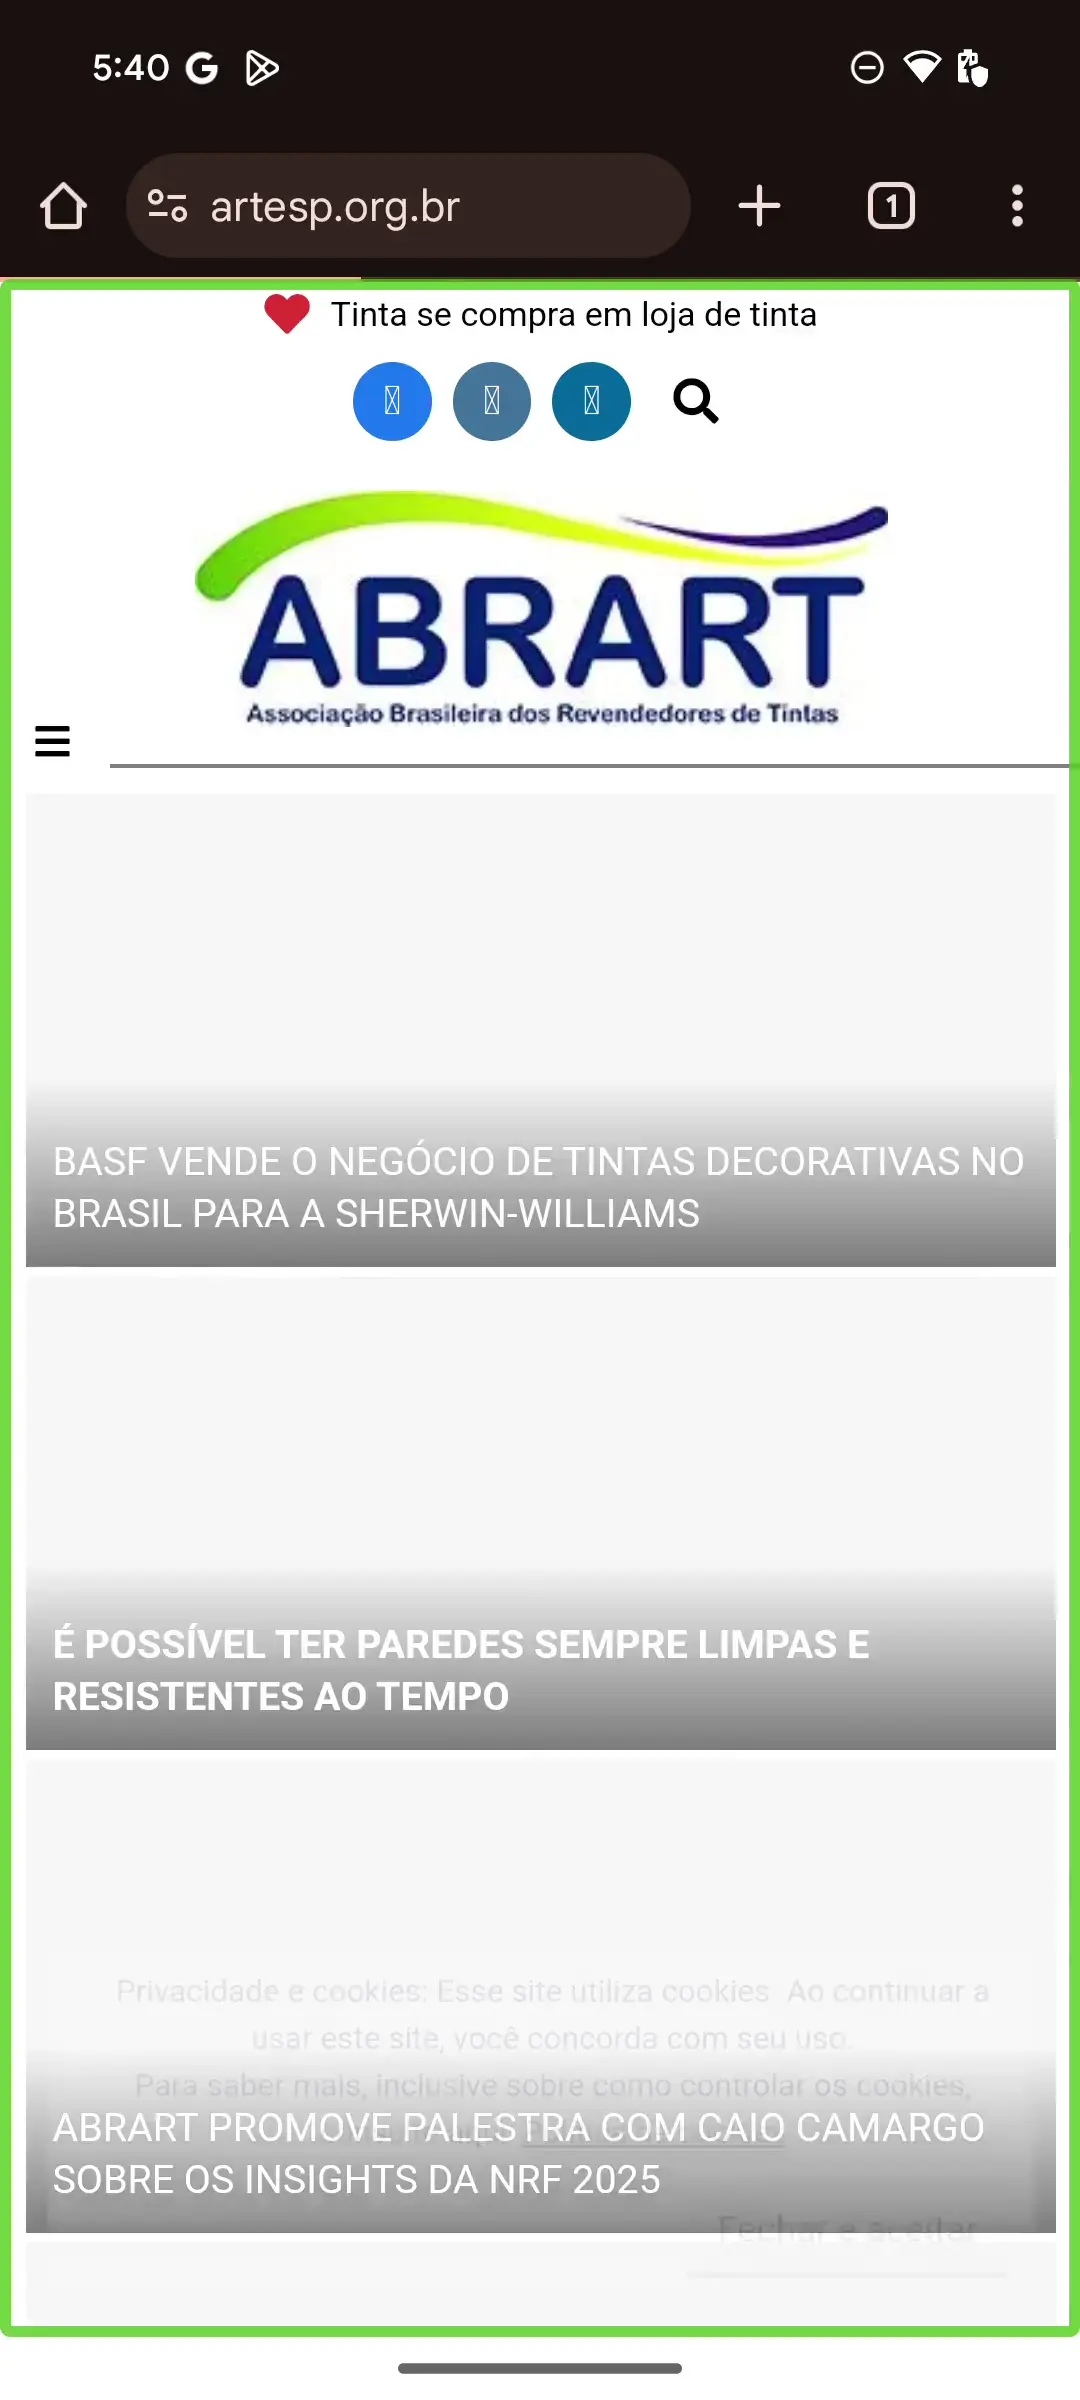 5:40
artesp.org.br
1
Tinta se compra em loja de tinta
ABRART
Associação Brasileira dos Revendedores de Tintas
BASF VENDE O NEGÓCIO DE TINTAS DECORATIVAS NO
BRASIL PARA A SHERWIN-WILLIAMS
É POSSÍVEL TER PAREDES SEMPRE LIMPAS E
RESISTENTES AO TEMPO
Privacidade e cookies: Esse site utiliza cookies. Ao continuar a
usar este site, você concorda com seu uso.
Para saber mais, inclusive sobre como controlar os cookies,
ABRART PROMOVE PALESTRA COM CAIO CAMARGO
SOBRE OS INSIGHTS DA NRF 2025
Fechar e aceitar